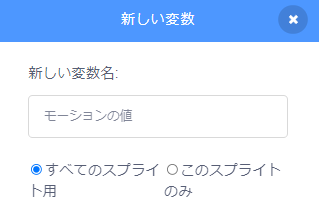 新しい変数
新しい変数名:
モーションの値
すべてのスプライ このスプライト
ト用 のみ